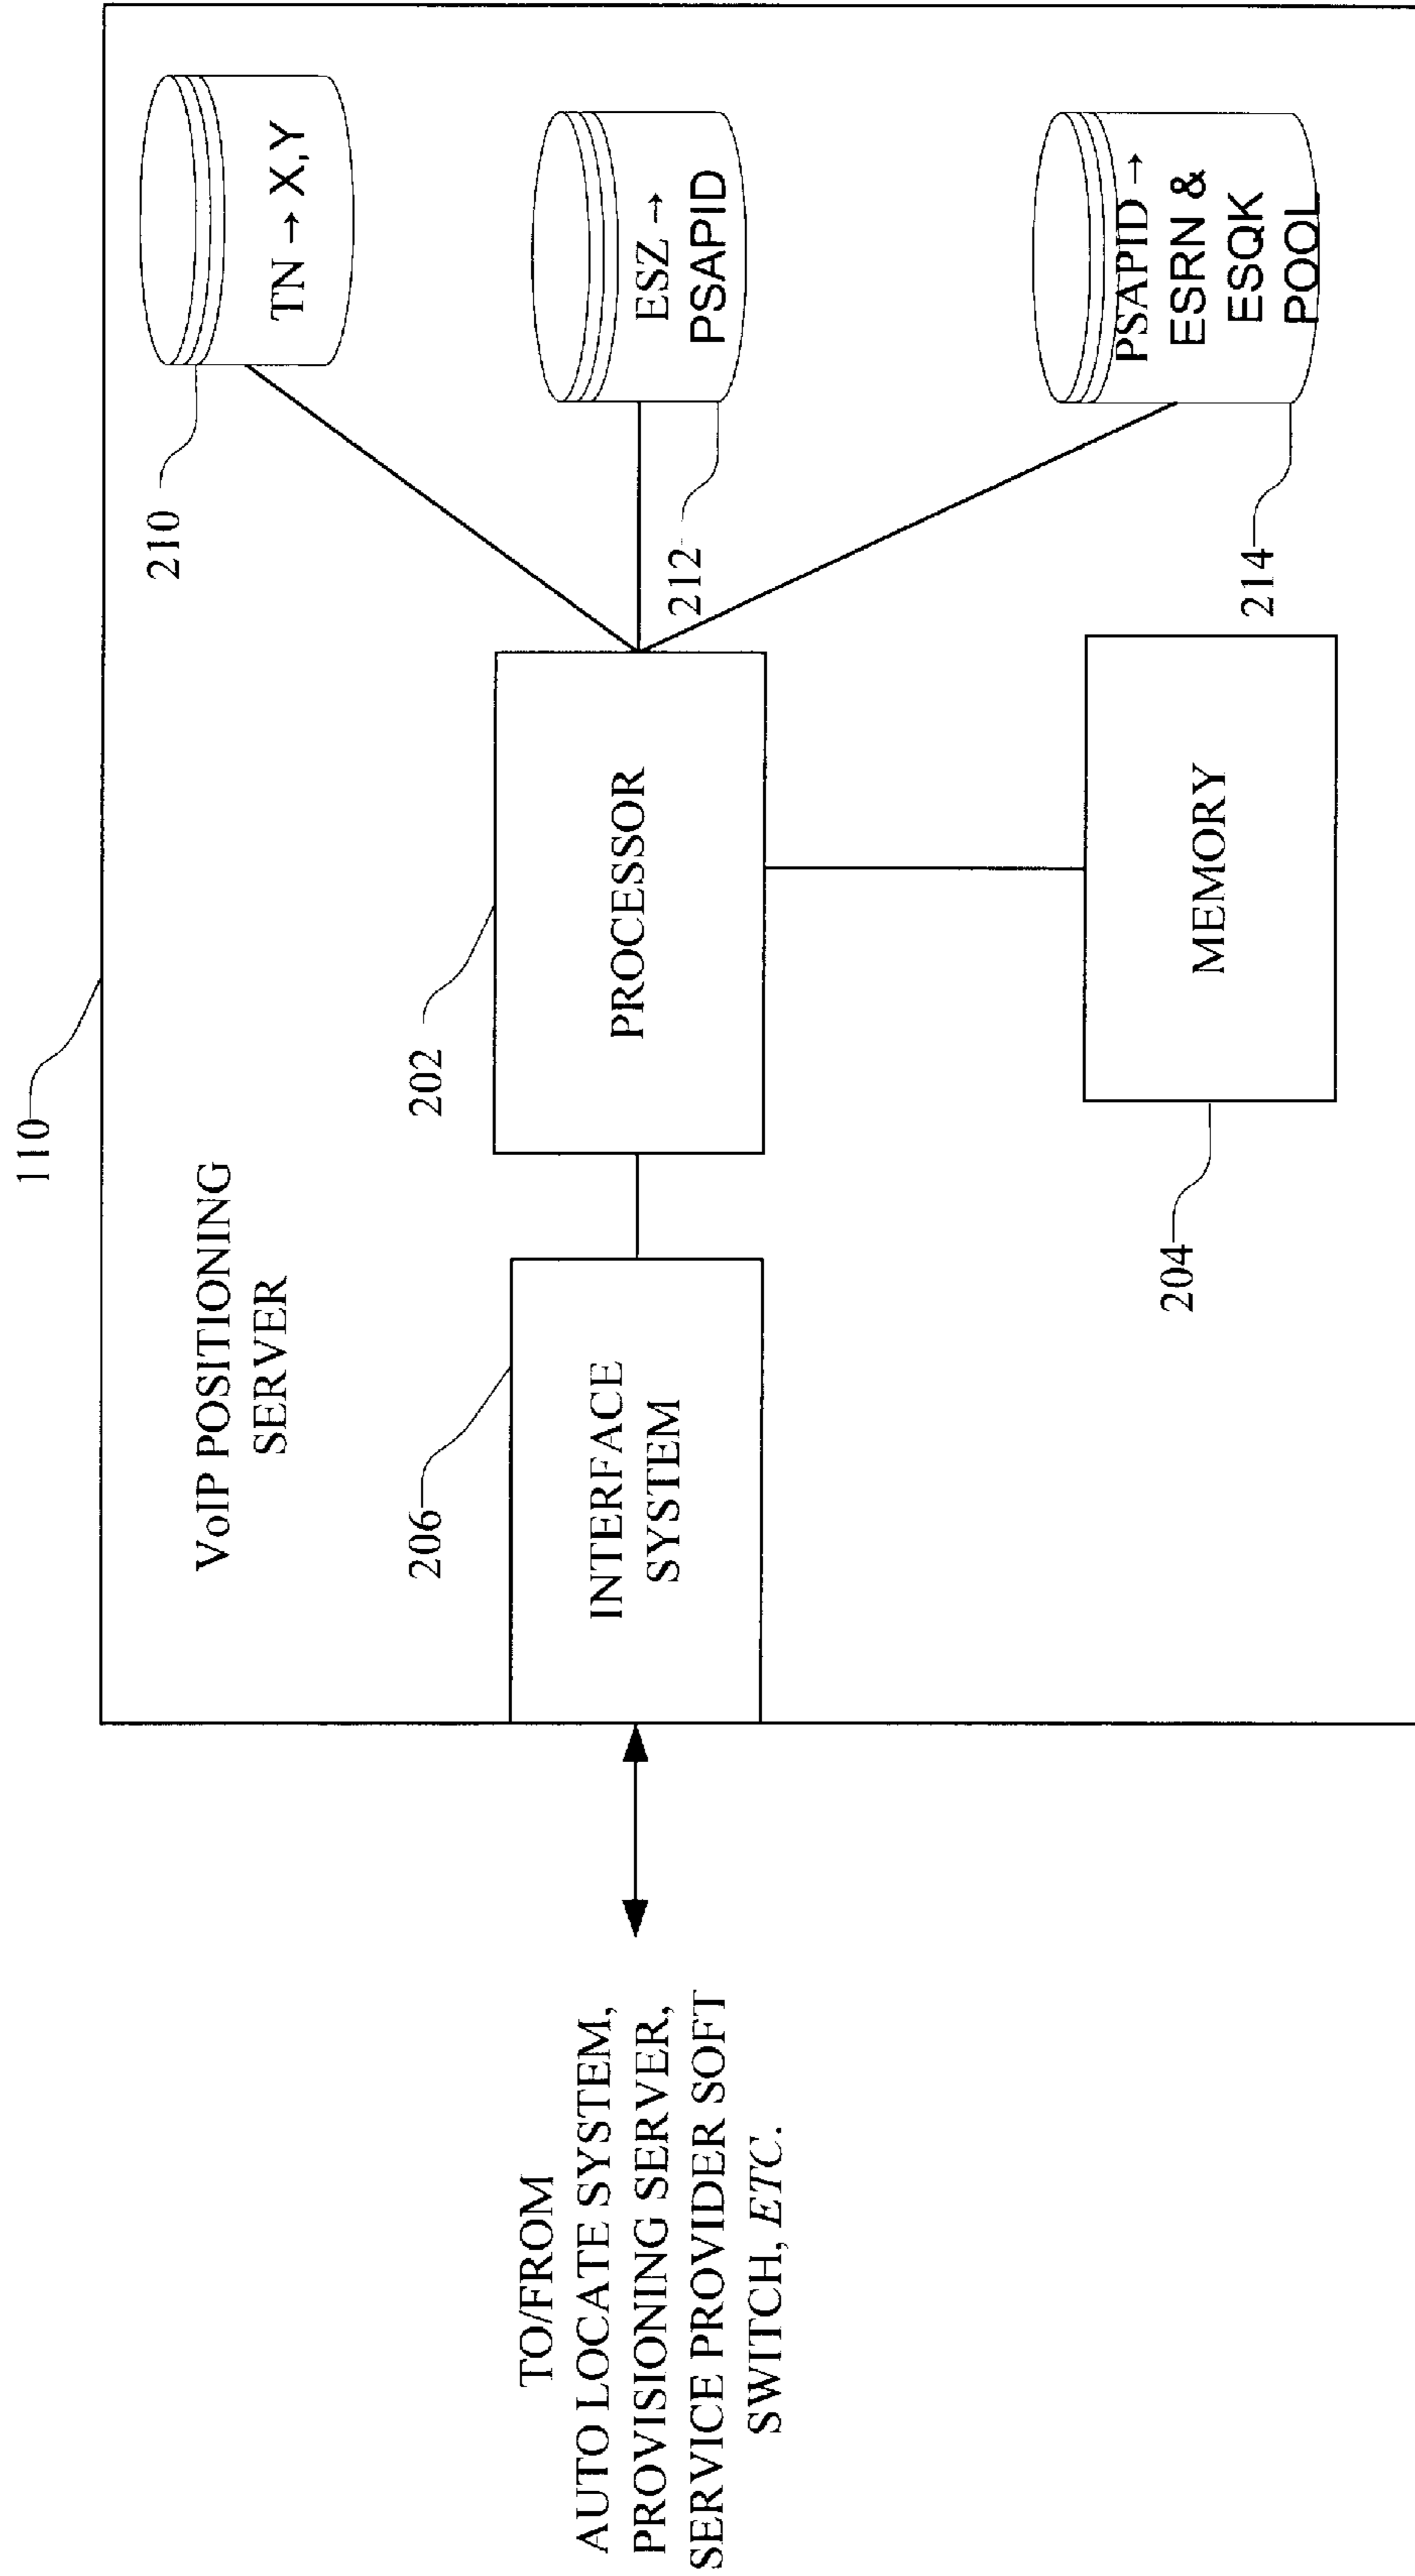 110
VoIP POSITIONING
SERVER
206
INTERFACE
SYSTEM
202
PROCESSOR
204
MEMORY
210
TN → X,Y
212
ESZ →
PSAPID
214
PSAPID →
ESRN &
ESQK
POOL
TO/FROM
AUTO LOCATE SYSTEM,
PROVISIONING SERVER,
SERVICE PROVIDER SOFT
SWITCH, ETC.